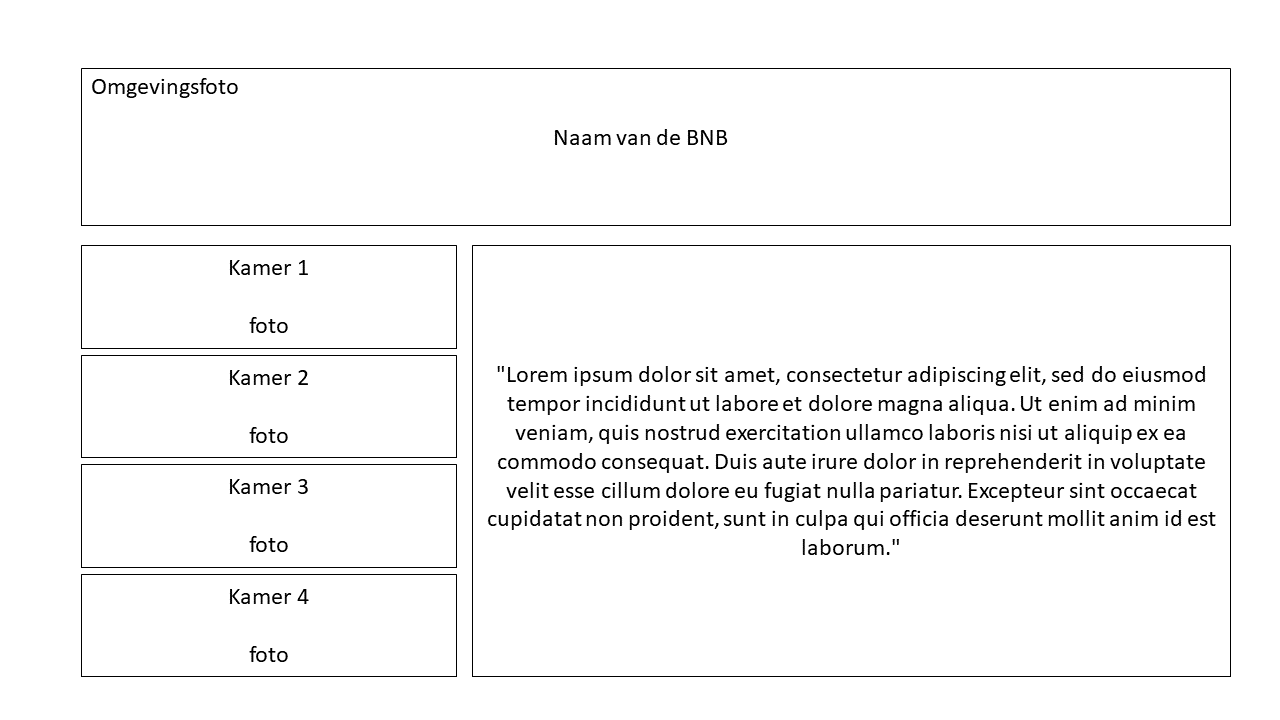 Omgevingsfoto
Naam van de BNB
Kamer 1
foto
Kamer 2
foto
Kamer 3
foto
Kamer 4
foto
"Lorem ipsum dolor sit amet, consectetur adipiscing elit, sed do eiusmod
tempor incididunt ut labore et dolore magna aliqua. Ut enim ad minim
veniam, quis nostrud exercitation ullamco laboris nisi ut aliquip ex ea
commodo consequat. Duis aute irure dolor in reprehenderit in voluptate
velit esse cillum dolore eu fugiat nulla pariatur. Excepteur sint occaecat
cupidatat non proident, sunt in culpa qui officia deserunt mollit anim id est
laborum."